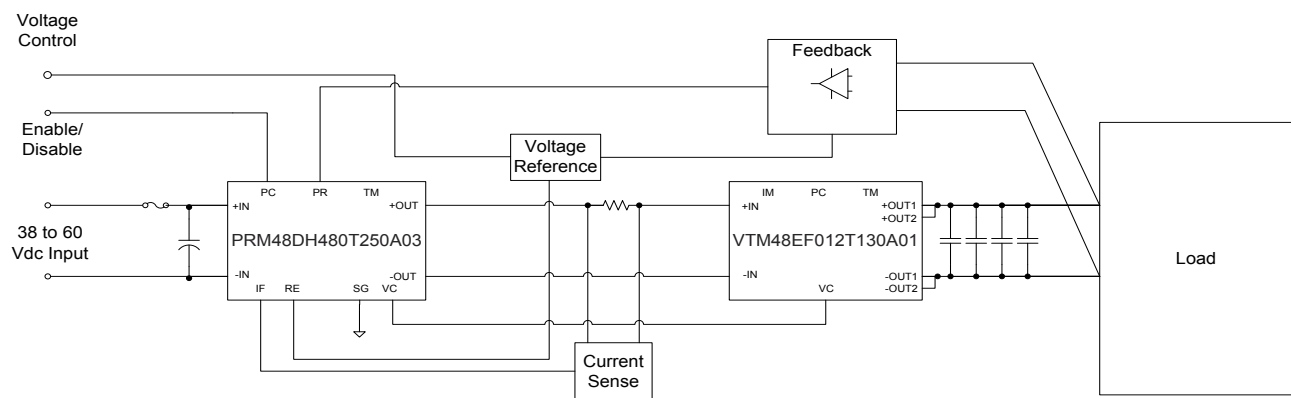 Voltage
Control
Enable/
Disable
38 to 60
Vdc Input
Feedback
Voltage
Reference
PC PR TM
+IN +OUT
PRM48DH480T250A03
-IN -OUT
IF RE SG VC
Current
Sense
IM PC TM
+IN +OUT1
+OUT2
VTM48EF012T130A01
-IN -OUT1
-OUT2
VC
Load